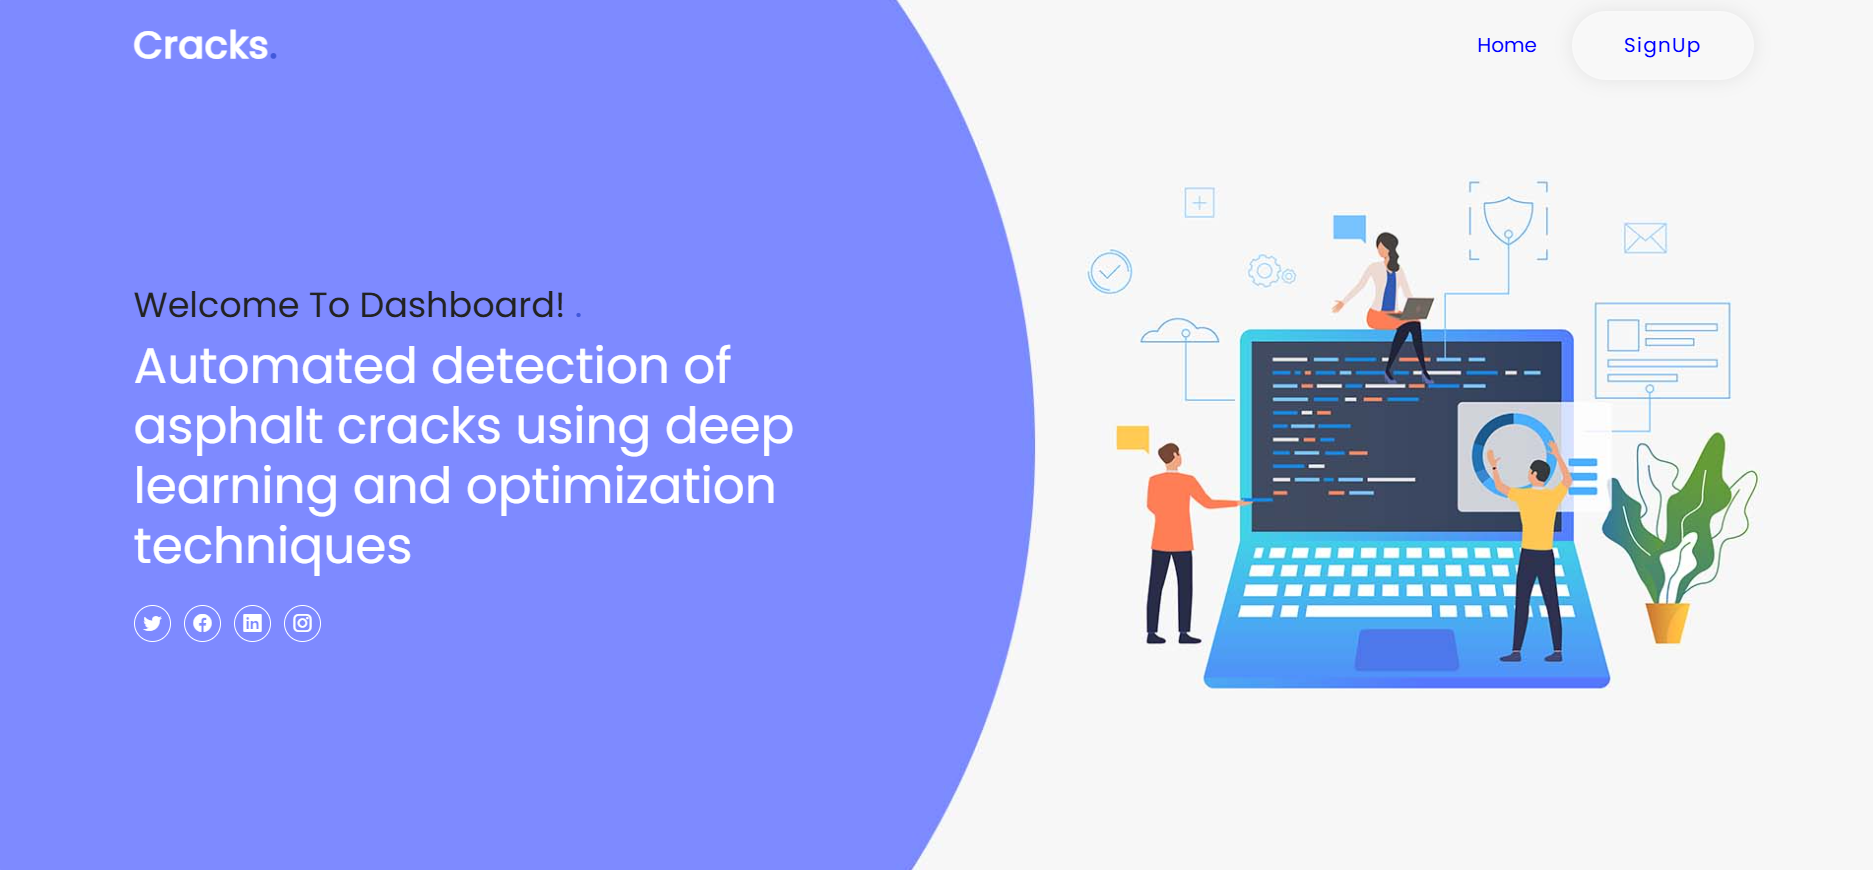 Cracks.
Home
SignUp
Welcome To Dashboard! .
Automated detection of
asphalt cracks using deep
learning and optimization
techniques